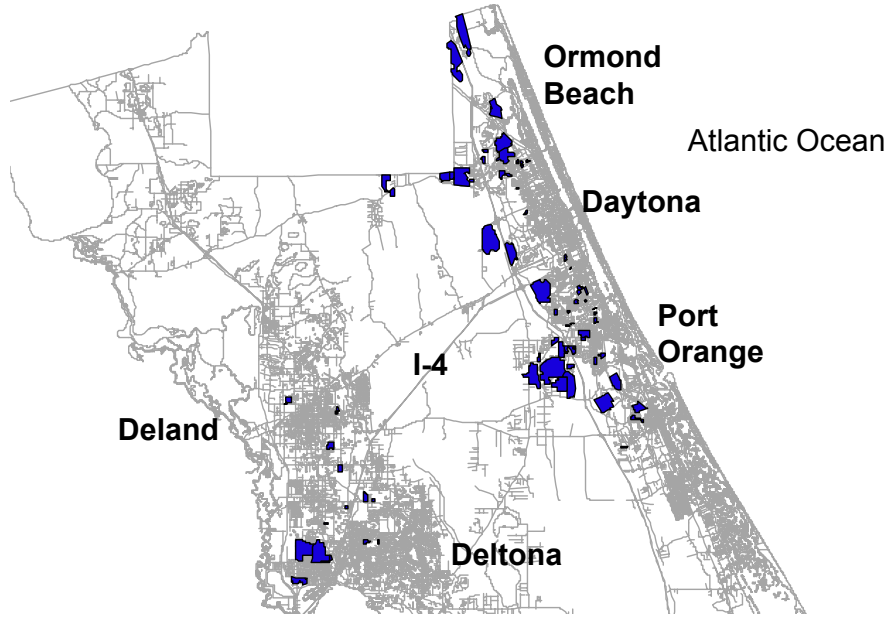 Ormond
Beach
Atlantic Ocean
Daytona
Port
Orange
I-4
Deland
Deltona